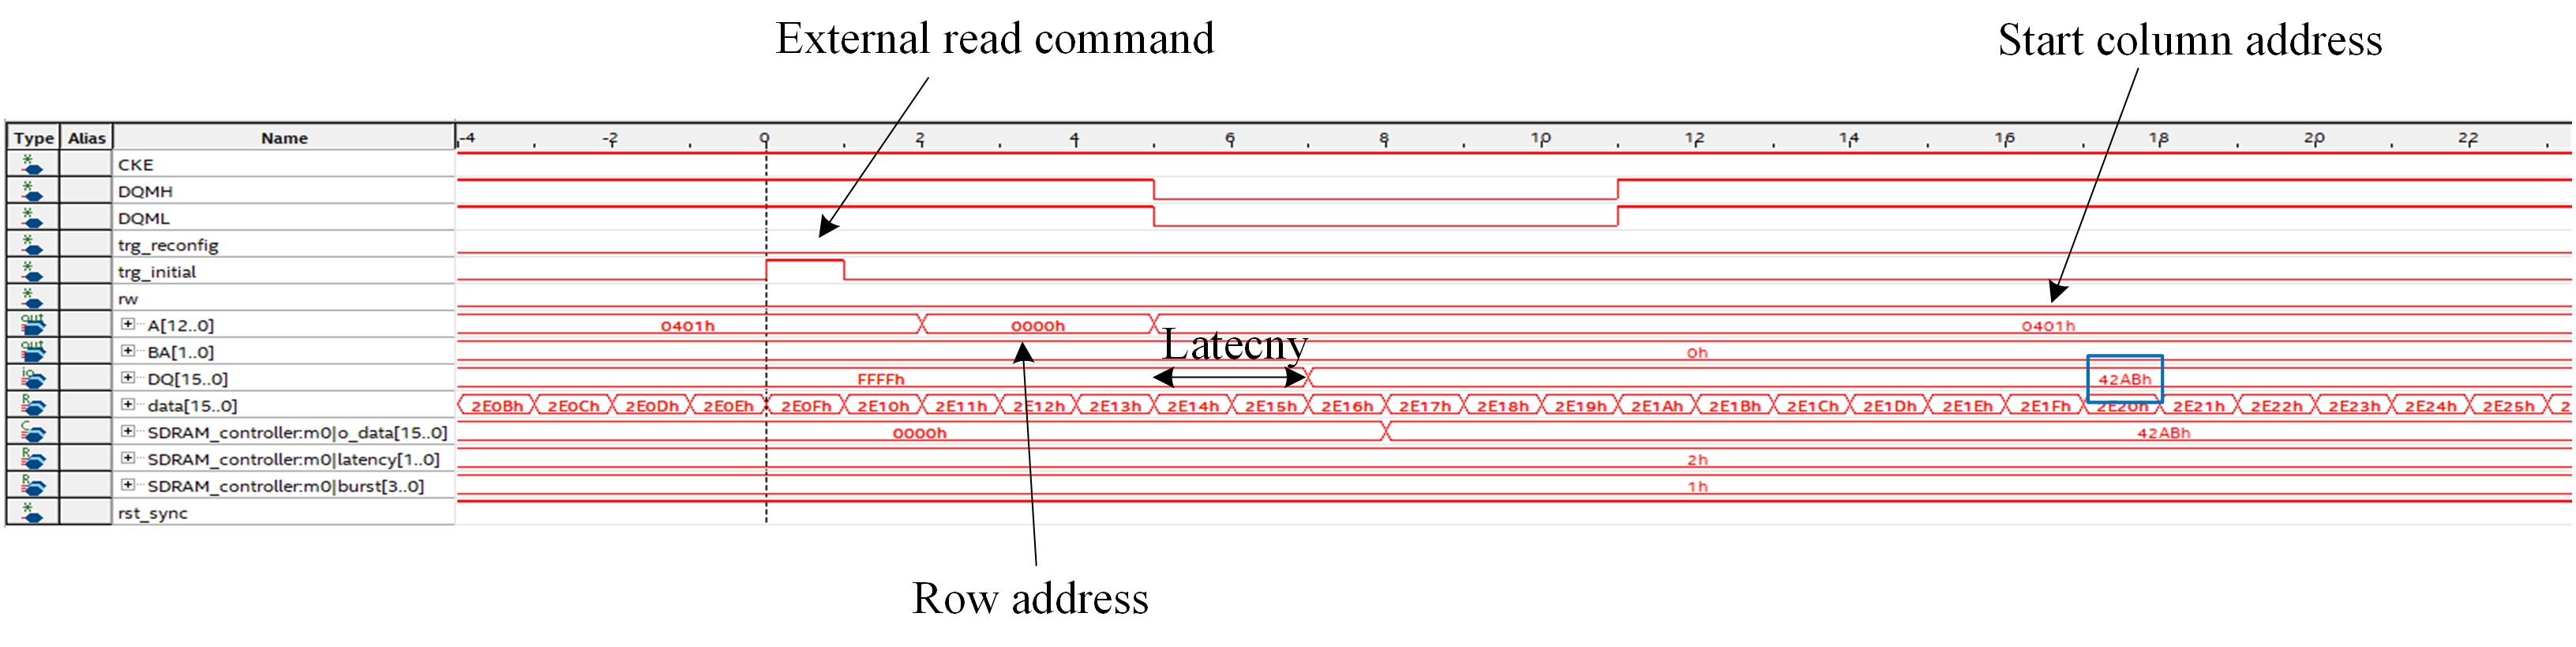 External read command
Start column address
Type Alias Name -4 -2 0 2 4 6 8 10 12 14 16 18 20 22
CKE
DQMH
DQML
trg_reconfig
trg_initial
rw
A[12..0] 0401h 0000h 0401h
Latecny
BA[1..0] 0h
DQ[15..0] FFFFh 42ABh
data[15..0] 2E0Bh 2E0Ch 2E0Dh 2E0Eh 2E0Fh 2E10h 2E11h 2E12h 2E13h 2E14h 2E15h 2E16h 2E17h 2E18h 2E19h 2E1Ah 2E1Bh 2E1Ch 2E1Dh 2E1Eh 2E1Fh 2E20h 2E21h 2E22h 2E23h 2E24h 2E25h 2
SDRAM_controller:m0|o_data[15..0] 0000h 42ABh
SDRAM_controller:m0|latency[1..0] 2h
SDRAM_controller:m0|burst[3..0] 1h
rst_sync
Row address